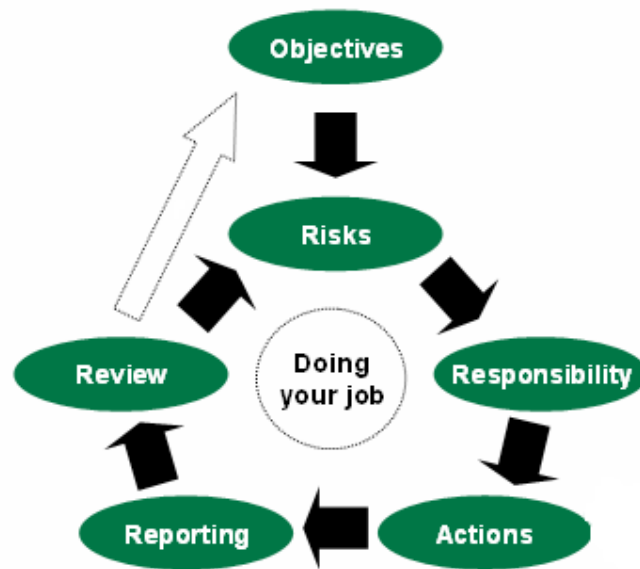 Objectives
Risks
Responsibility
Actions
Reporting
Review
Doing
your job